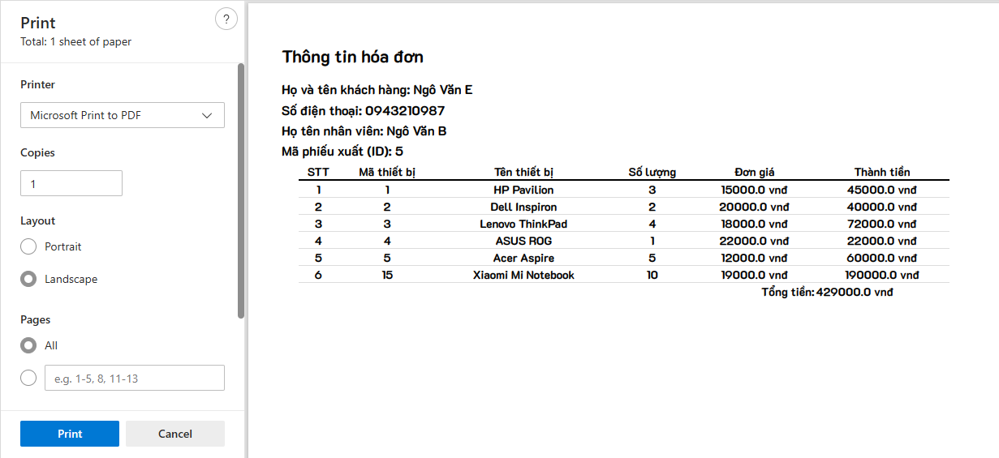 Print
?
Total: 1 sheet of paper
Printer
Microsoft Print to PDF
Copies
1
Layout
Portrait
Landscape
Pages
All
e.g. 1-5, 8, 11-13
Print Cancel
Thông tin hóa đơn
Họ và tên khách hàng: Ngô Văn E
Số điện thoại: 0943210987
Họ tên nhân viên: Ngô Văn B
Mã phiếu xuất (ID): 5
STT Mã thiết bị Tên thiết bị Số lượng Đơn giá Thành tiền
1 1 HP Pavilion 3 15000.0 vnđ 45000.0 vnđ
2 2 Dell Inspiron 2 20000.0 vnđ 40000.0 vnđ
3 3 Lenovo ThinkPad 4 18000.0 vnđ 72000.0 vnđ
4 4 ASUS ROG 1 22000.0 vnđ 22000.0 vnđ
5 5 Acer Aspire 5 12000.0 vnđ 60000.0 vnđ
6 15 Xiaomi Mi Notebook 10 19000.0 vnđ 190000.0 vnđ
Tổng tiền: 429000.0 vnđ